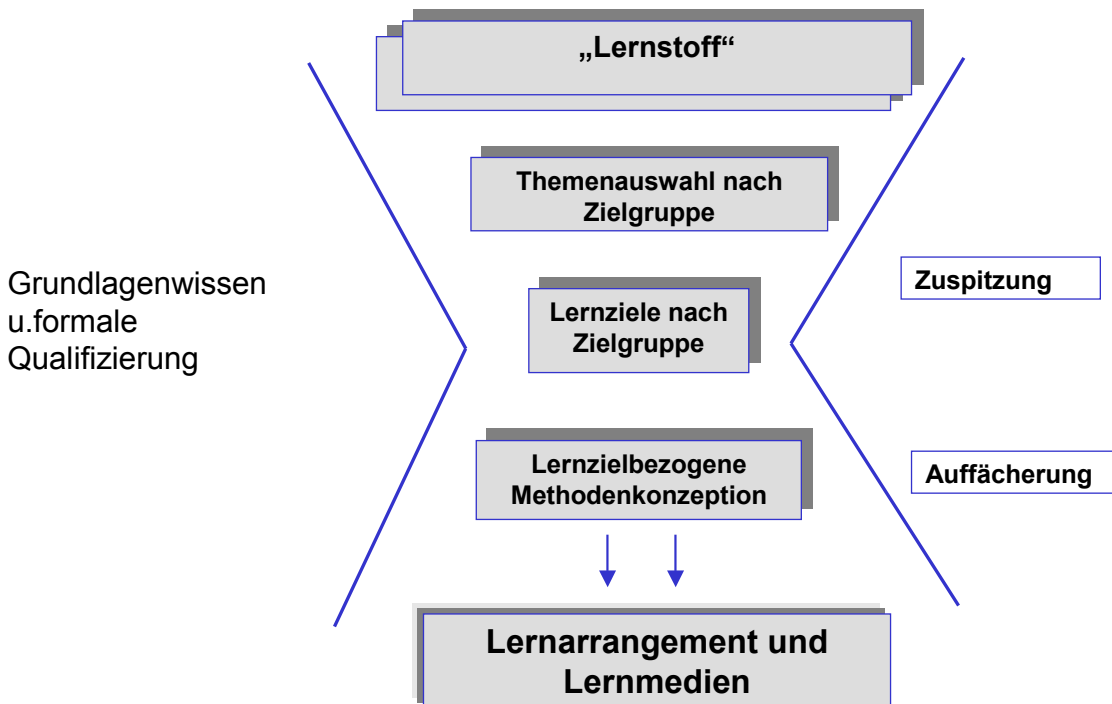 „Lernstoff“
Themenauswahl nach
Zielgruppe
Grundlagenwissen
u.formale
Qualifizierung
Zuspitzung
Lernziele nach
Zielgruppe
Lernzielbezogene
Methodenkonzeption
Auffächerung
Lernarrangement und
Lernmedien